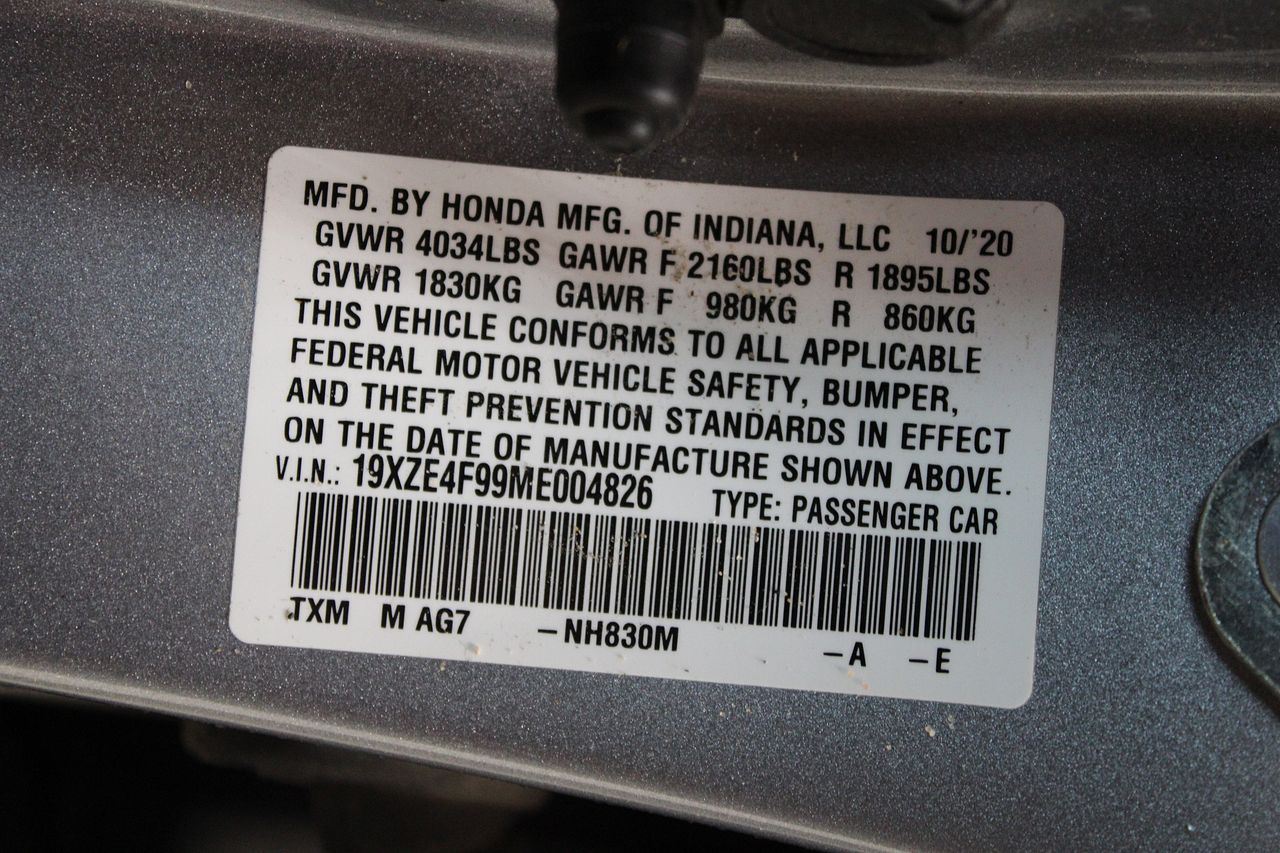 MFD. BY HONDA MFG. OF INDIANA, LLC 10/'20
GVWR 4034LBS GAWR F 2160LBS R 1895LBS
GVWR 1830KG GAWR F 980KG R 860KG
THIS VEHICLE CONFORMS TO ALL APPLICABLE
FEDERAL MOTOR VEHICLE SAFETY, BUMPER,
AND THEFT PREVENTION STANDARDS IN EFFECT
ON THE DATE OF MANUFACTURE SHOWN ABOVE.
V.I.N.: 19XZE4F99ME004826 TYPE: PASSENGER CAR
TXM M AG7 –NH830M –A –E